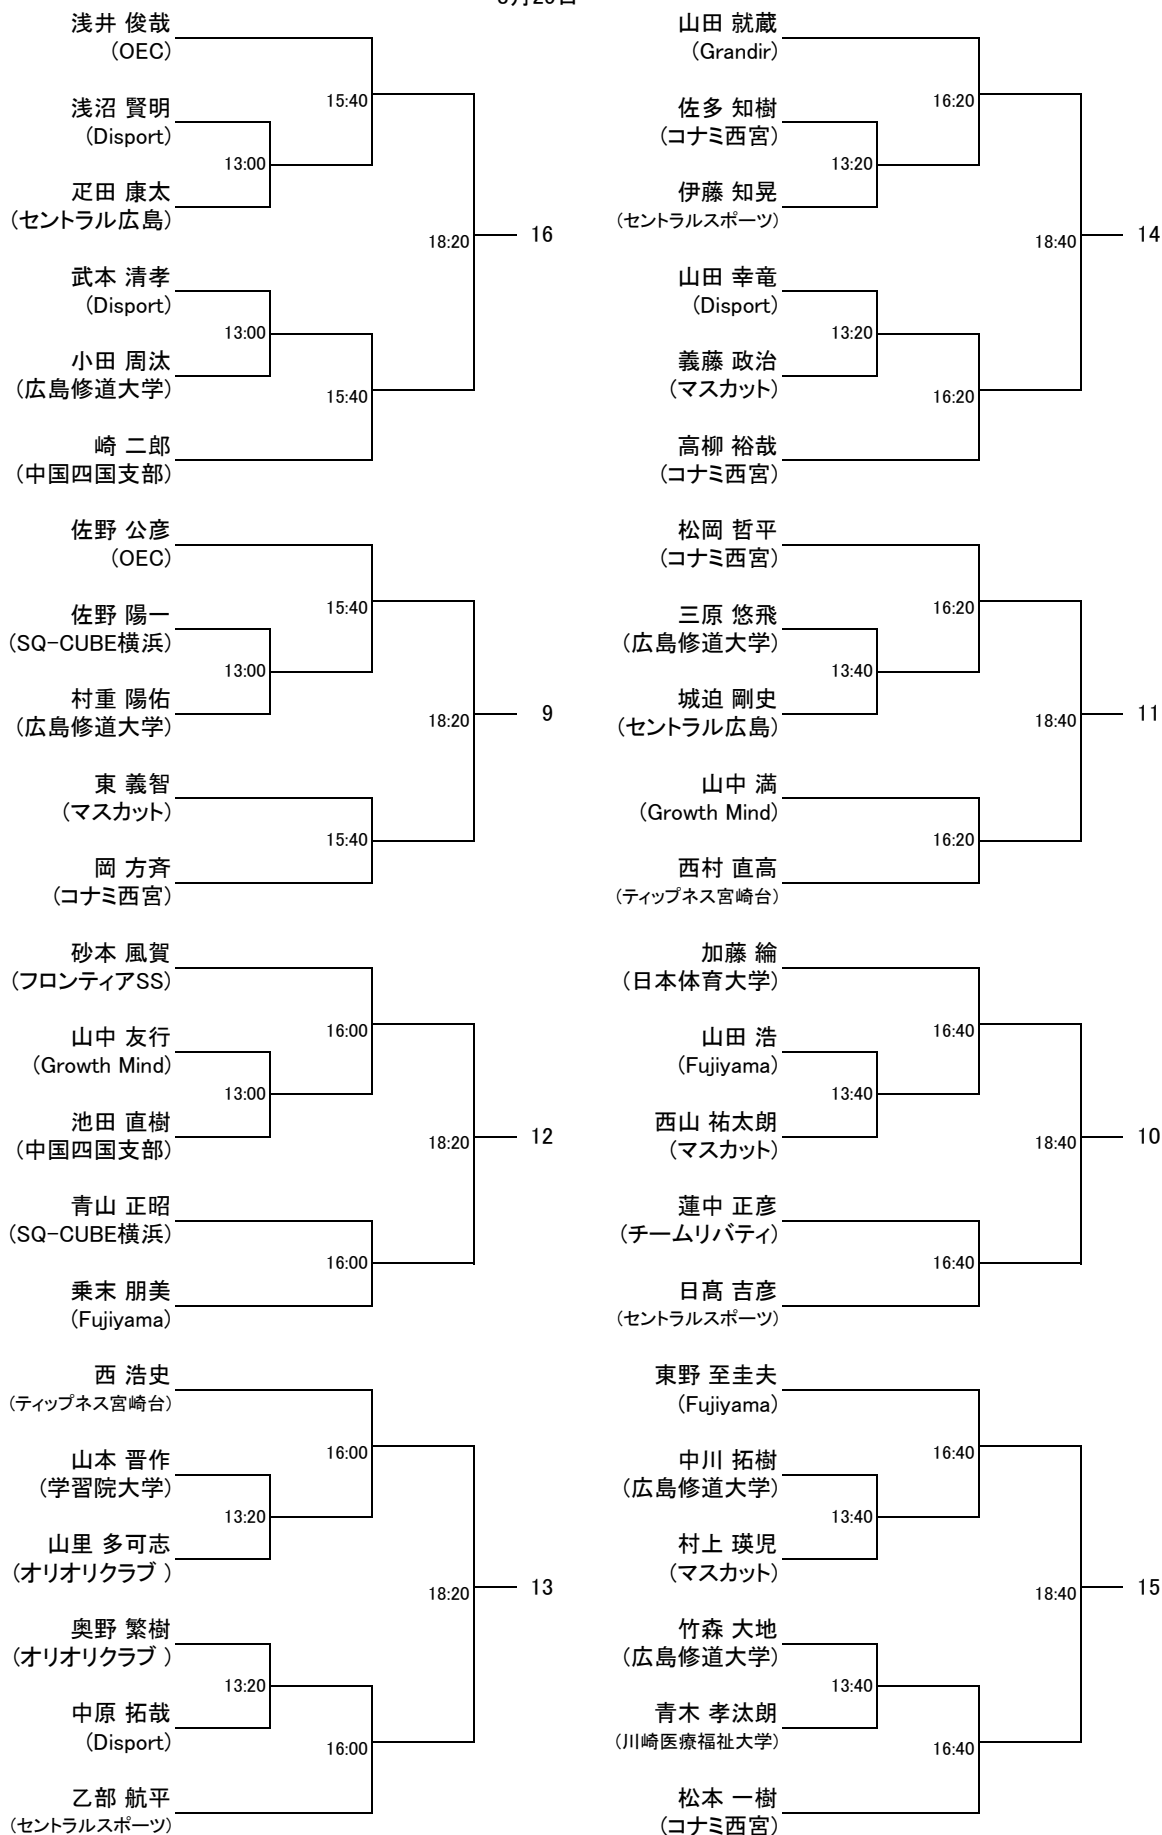 浅井 俊哉
(OEC)
15:40
浅沼 賢明
(Disport)
13:00
疋田 康太
(セントラル広島)
18:20
16
武本 清孝
(Disport)
13:00
小田 周汰
(広島修道大学)
15:40
崎 二郎
(中国四国支部)
佐野 公彦
(OEC)
15:40
佐野 陽一
(SQ-CUBE横浜)
13:00
村重 陽佑
(広島修道大学)
18:20
9
東 義智
(マスカット)
15:40
岡 方斉
(コナミ西宮)
砂本 風賀
(フロンティアSS)
16:00
山中 友行
(Growth Mind)
13:00
池田 直樹
(中国四国支部)
18:20
12
青山 正昭
(SQ-CUBE横浜)
16:00
乗末 朋美
(Fujiyama)
西 浩史
(ティップネス宮崎台)
16:00
山本 晋作
(学習院大学)
13:20
山里 多可志
(オリオリクラブ )
18:20
13
奥野 繁樹
(オリオリクラブ )
13:20
中原 拓哉
(Disport)
16:00
乙部 航平
(セントラルスポーツ)
山田 就蔵
(Grandir)
16:20
佐多 知樹
(コナミ西宮)
13:20
伊藤 知晃
(セントラルスポーツ)
18:40
14
山田 幸竜
(Disport)
13:20
義藤 政治
(マスカット)
16:20
高柳 裕哉
(コナミ西宮)
松岡 哲平
(コナミ西宮)
16:20
三原 悠飛
(広島修道大学)
13:40
城迫 剛史
(セントラル広島)
18:40
11
山中 満
(Growth Mind)
16:20
西村 直高
(ティップネス宮崎台)
加藤 綸
(日本体育大学)
16:40
山田 浩
(Fujiyama)
13:40
西山 祐太朗
(マスカット)
18:40
10
蓮中 正彦
(チームリバティ)
16:40
日髙 吉彦
(セントラルスポーツ)
東野 至圭夫
(Fujiyama)
16:40
中川 拓樹
(広島修道大学)
13:40
村上 瑛児
(マスカット)
18:40
15
竹森 大地
(広島修道大学)
13:40
青木 孝汰朗
(川崎医療福祉大学)
16:40
松本 一樹
(コナミ西宮)